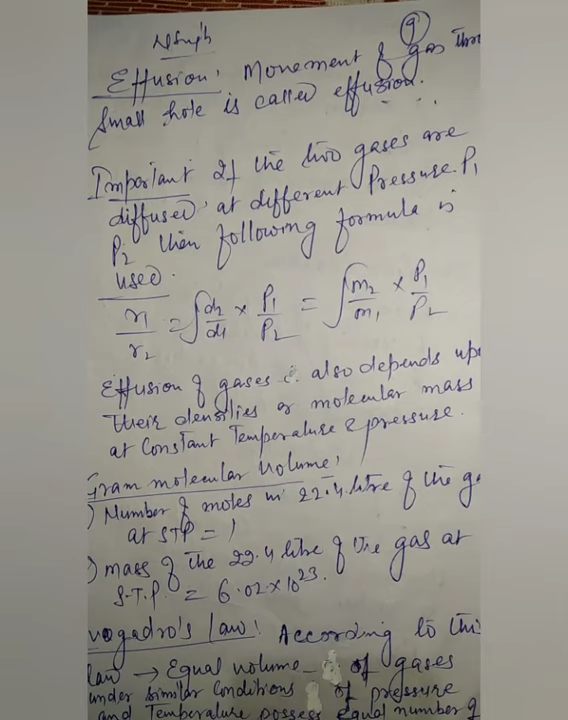 9
Effusion: Movement of gas thro
small hole is called effusion.
Important If the two gases are
diffused at different Pressure P1
P2 then following formula is
used.
r1/r2 = √d2/d1 × P1/P2 = √m2/m1 × P1/P2
Effusion of gases is also depends upo
their densities or molecular mass
at Constant Temperature & pressure.
Gram molecular Volume:
) Number of moles in 22.4 litre of the ga
at STP = 1
) mass of the 22.4 litre of the gas at
S.T.P. = 6.02×10^23.
vogadro's law: According to this
law → Equal volume of gases
under similar Conditions of pressure
and Temperature possess equal number of